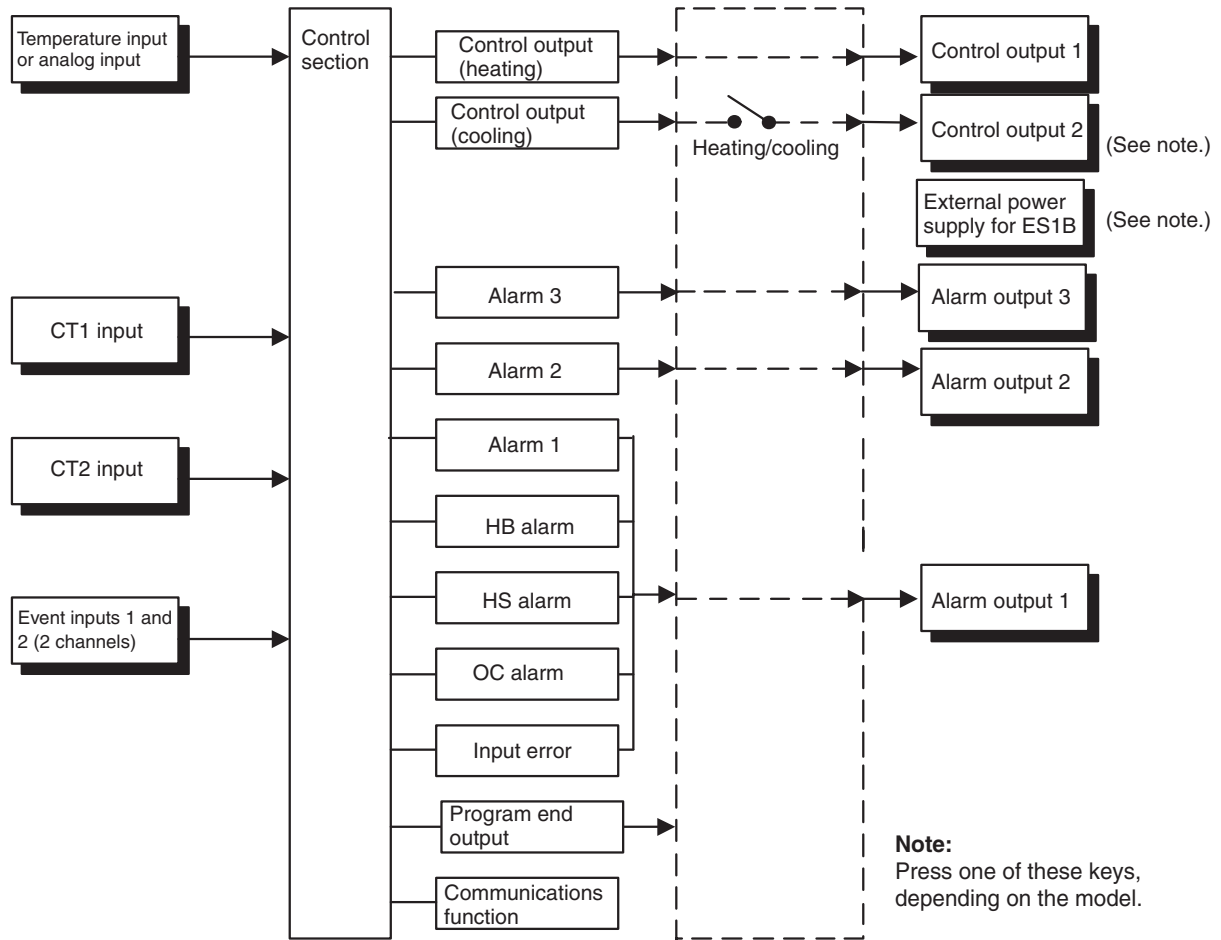 Temperature input
or analog input
Control
section
Control output
(heating)
Control output 1
Control output
(cooling)
Heating/cooling
Control output 2
(See note.)
External power
supply for ES1B
(See note.)
CT1 input
Alarm 3
Alarm output 3
Alarm 2
Alarm output 2
CT2 input
Alarm 1
HB alarm
Event inputs 1 and
2 (2 channels)
HS alarm
Alarm output 1
OC alarm
Input error
Program end
output
Communications
function
Note:
Press one of these keys,
depending on the model.